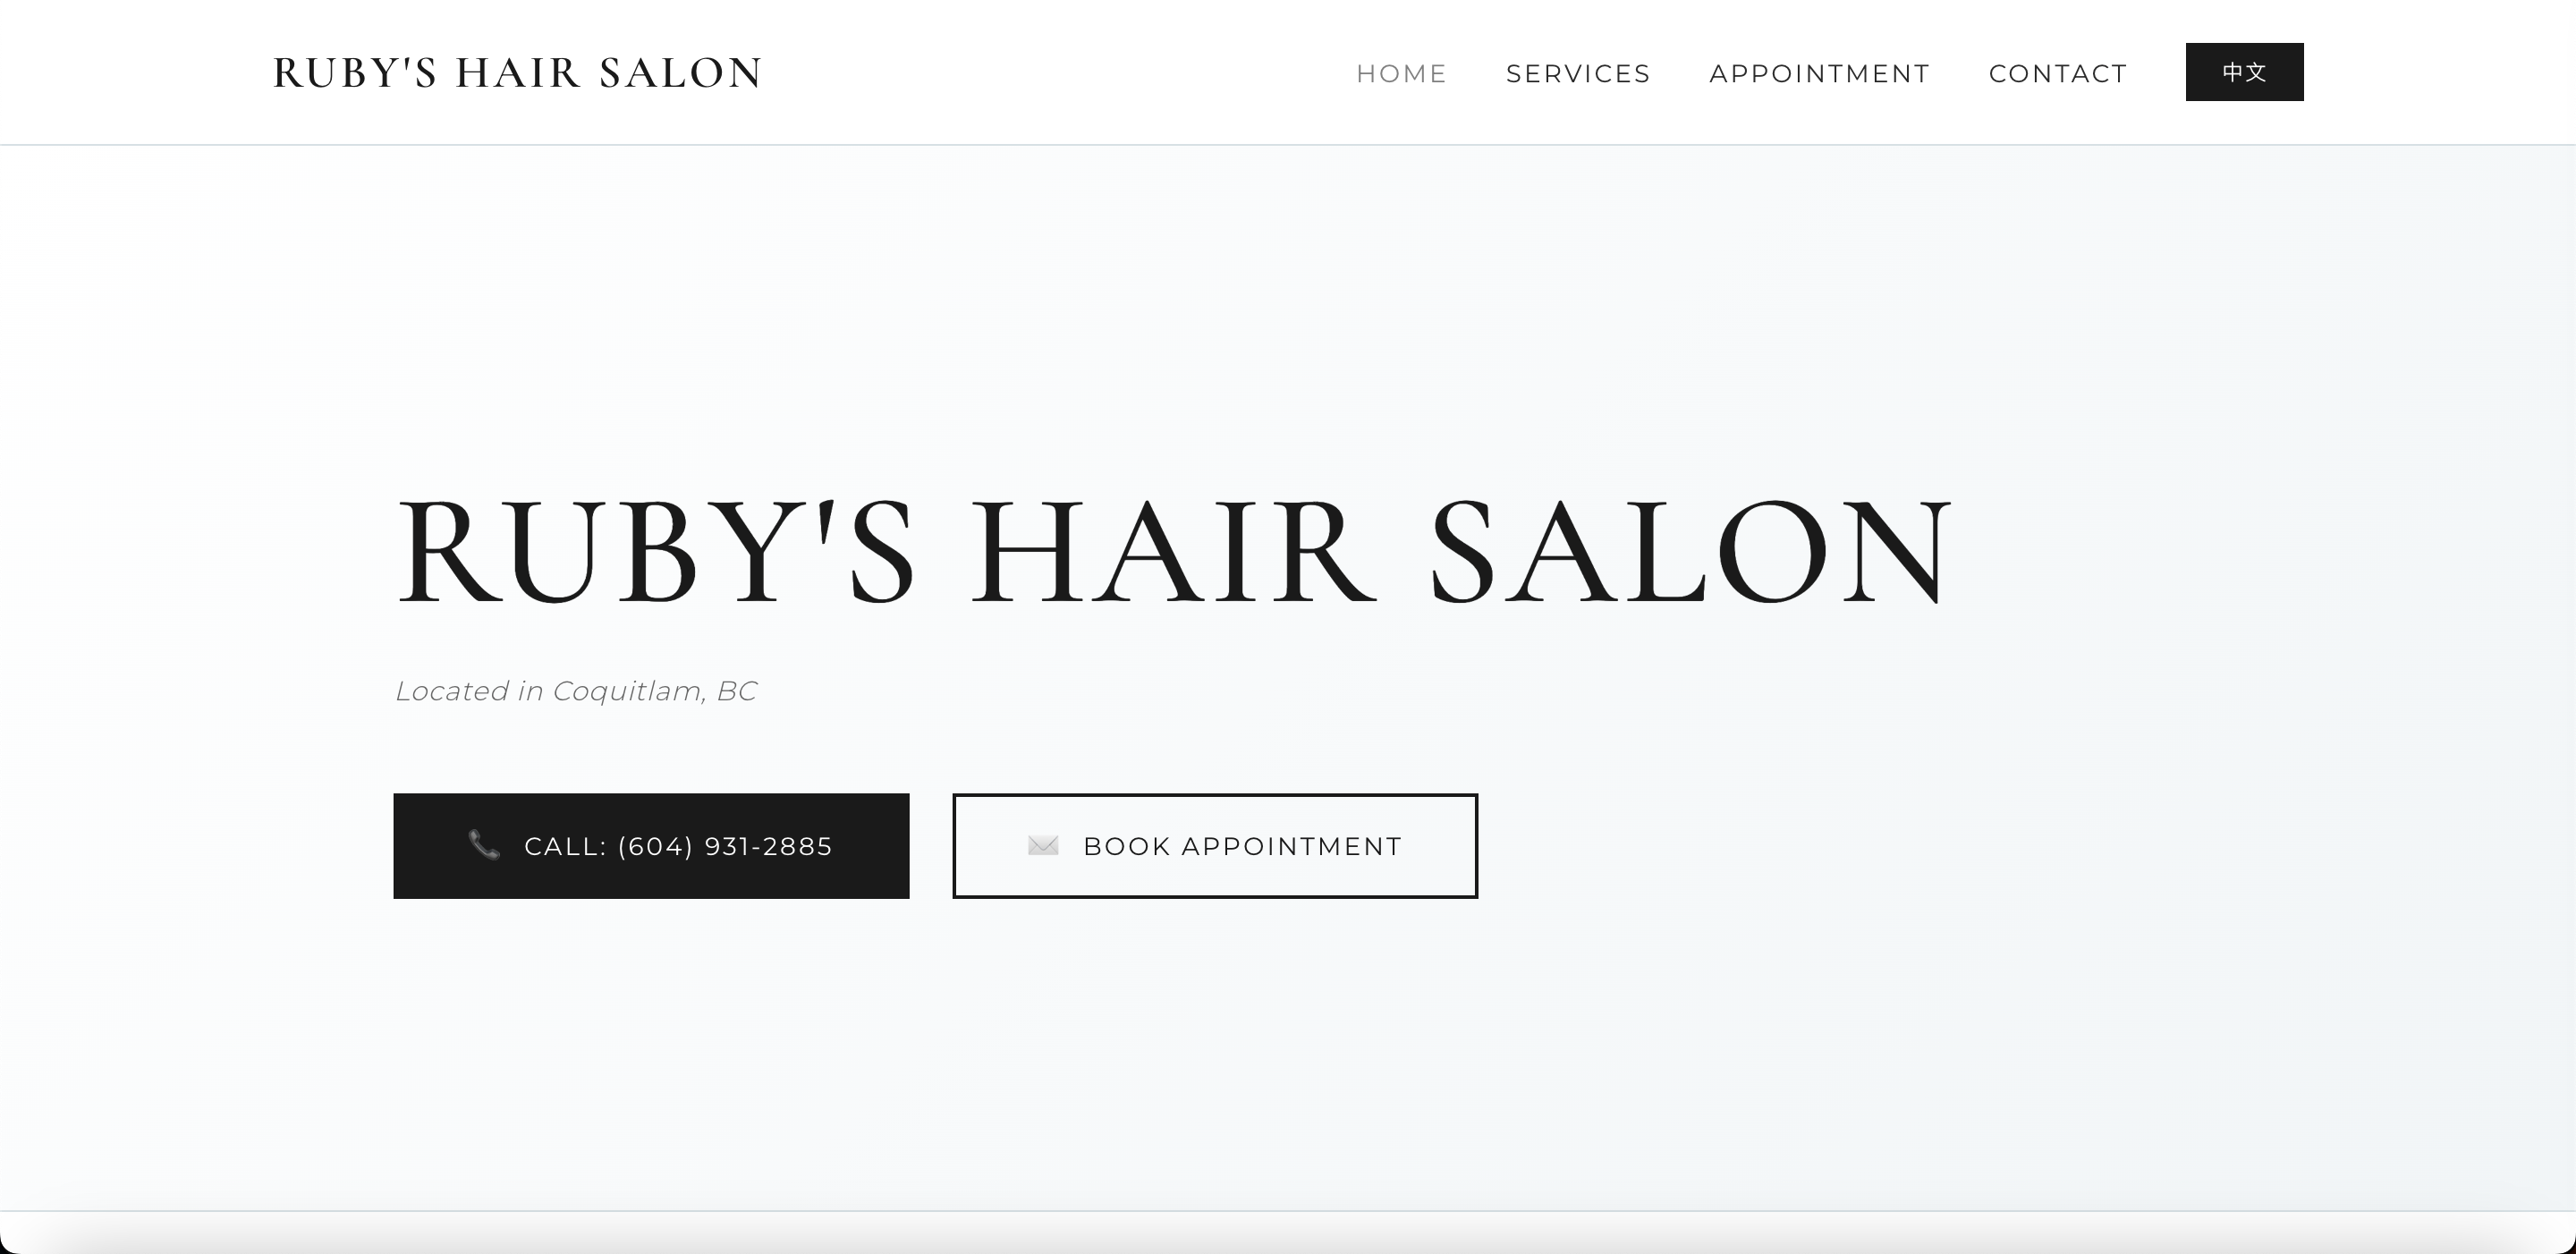 RUBY'S HAIR SALON
HOME SERVICES APPOINTMENT CONTACT 中文
RUBY'S HAIR SALON
Located in Coquitlam, BC
CALL: (604) 931-2885
BOOK APPOINTMENT